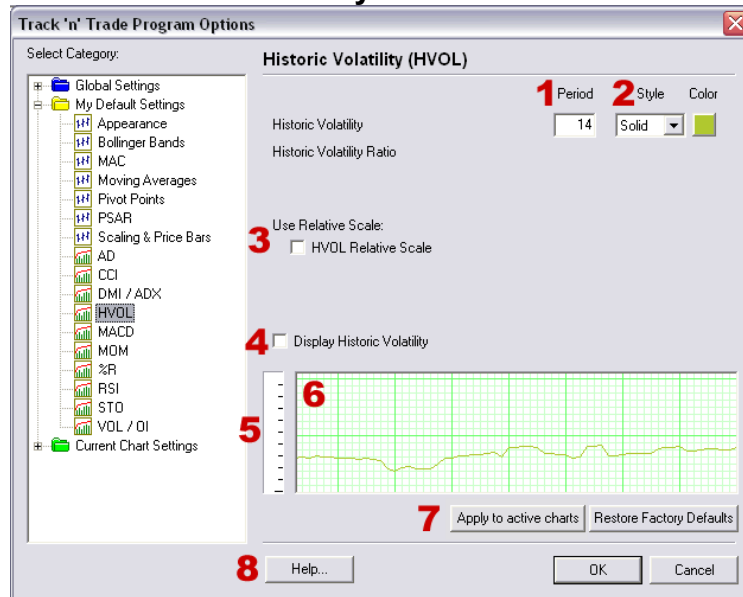 Track 'n' Trade Program Options
Select Category:
Global Settings
My Default Settings
Appearance
Bollinger Bands
MAC
Moving Averages
Pivot Points
PSAR
Scaling & Price Bars
AD
CCI
DMI / ADX
HVOL
MACD
MOM
%R
RSI
STO
VOL / OI
Current Chart Settings
Historic Volatility (HVOL)
1 Period 2 Style Color
Historic Volatility 14 Solid
Historic Volatility Ratio
Use Relative Scale:
3 HVOL Relative Scale
4 Display Historic Volatility
5 6
7 Apply to active charts Restore Factory Defaults
8 Help... OK Cancel